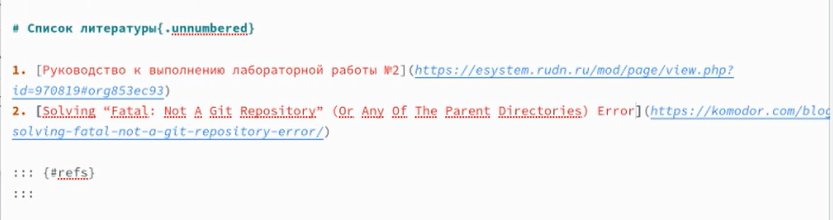 # Список литературы{.unnumbered}
1. [Руководство к выполнению лабораторной работы №2](https://esystem.rudn.ru/mod/page/view.php?
id=970819#org853ec93)
2. [Solving “Fatal: Not A Git Repository” (Or Any Of The Parent Directories) Error](https://komodor.com/blog
solving-fatal-not-a-git-repository-error/)
::: {#refs}
:::